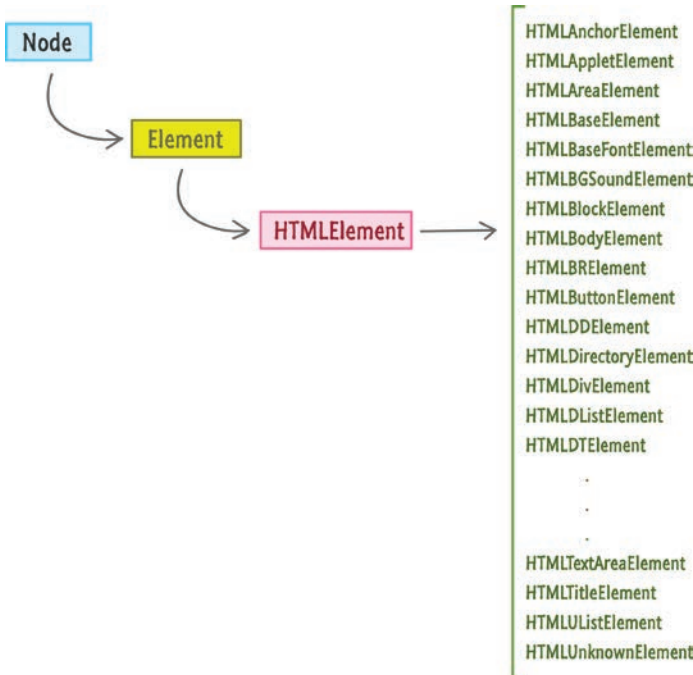 Node
Element
HTMLElement
HTMLAnchorElement
HTMLAppletElement
HTMLAreaElement
HTMLBaseElement
HTMLBaseFontElement
HTMLBGSoundElement
HTMLBlockElement
HTMLBodyElement
HTMLBRElement
HTMLButtonElement
HTMLDDElement
HTMLDirectoryElement
HTMLDivElement
HTMLDListElement
HTMLDTElement
.
.
.
HTMLTextAreaElement
HTMLTitleElement
HTMLUListElement
HTMLUnknownElement